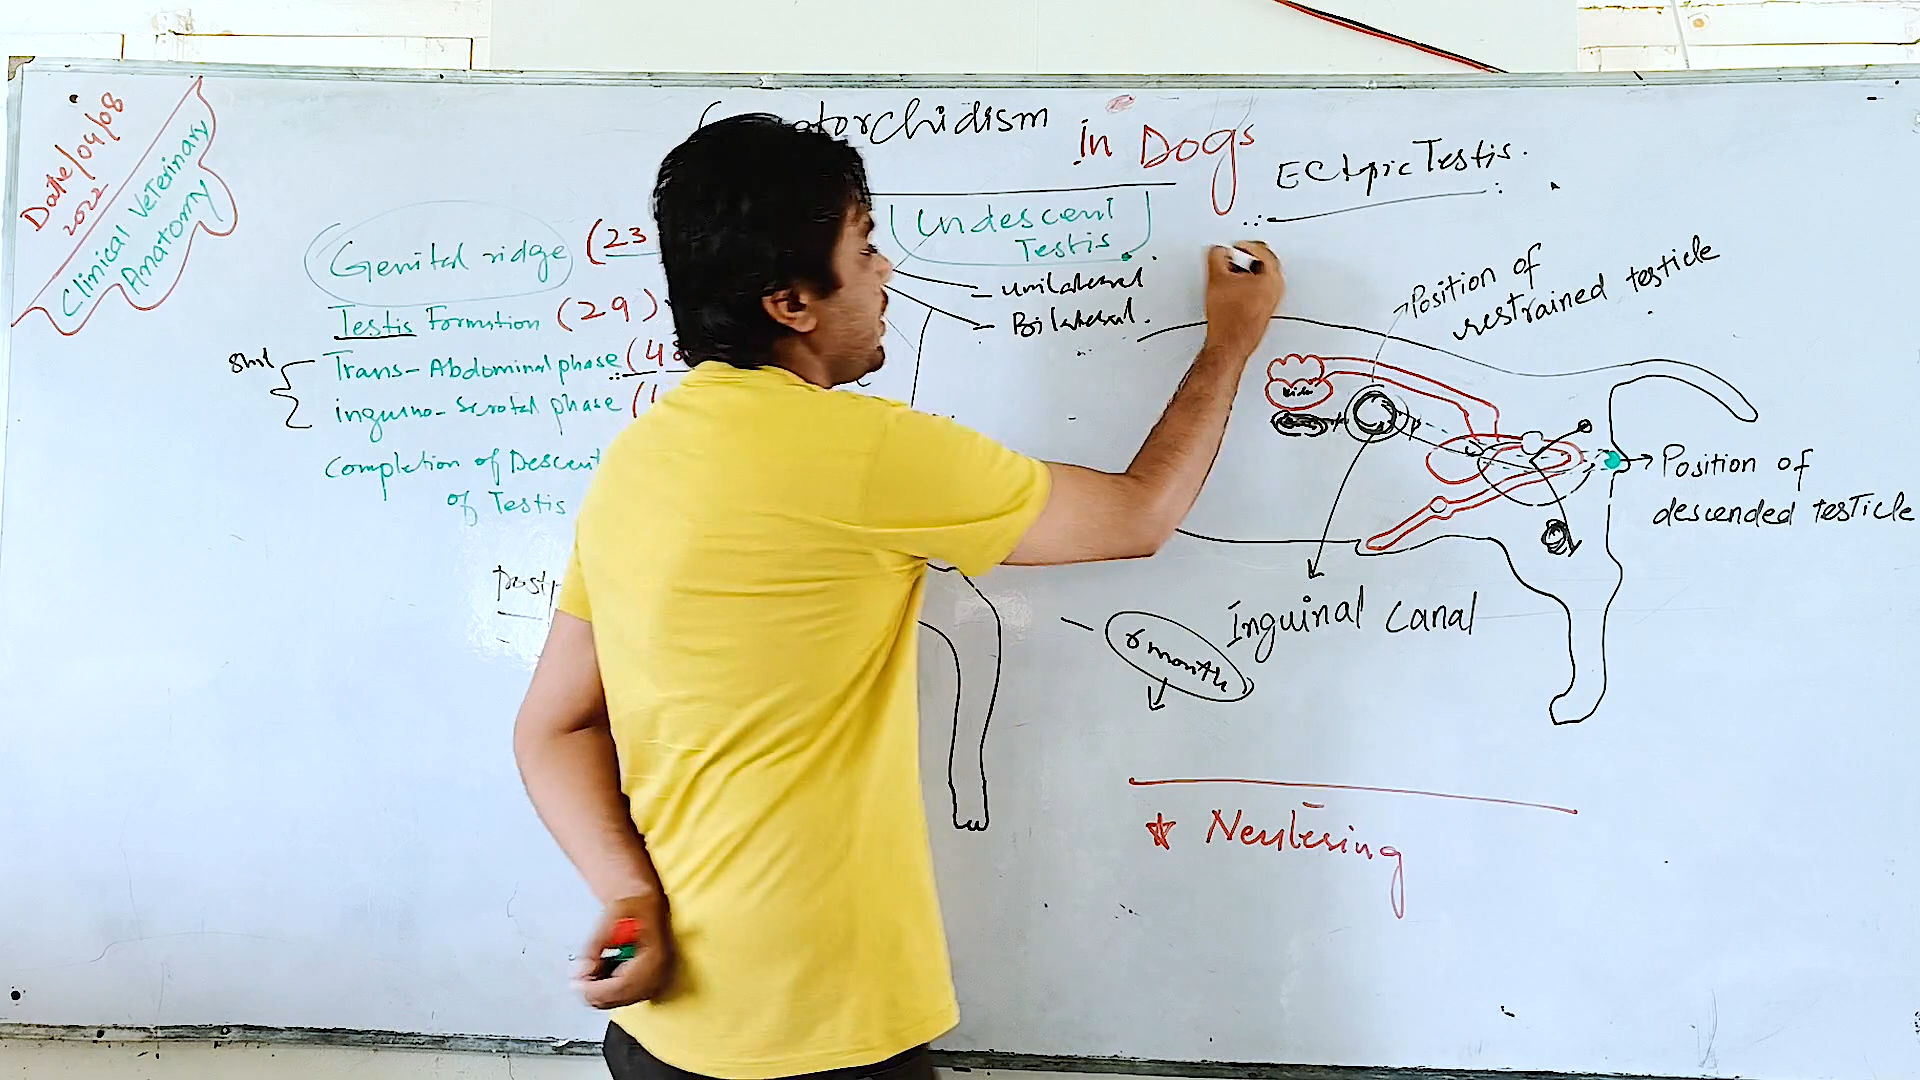 Date/04/08
2022
Clinical Veterinary
Anatomy
torchidism in Dogs
Ectopic Testis.
Undescent
Testis
- unilateral
- Bilateral.
Genital ridge (23
Testis Formation (29)
Trans-Abdominal phase (4
inguino-Scrotal phase (
Completion of Descent
of Testis
Position of
restrained testicle
Position of
descended testicle
Inguinal canal
6 month
* Neutering